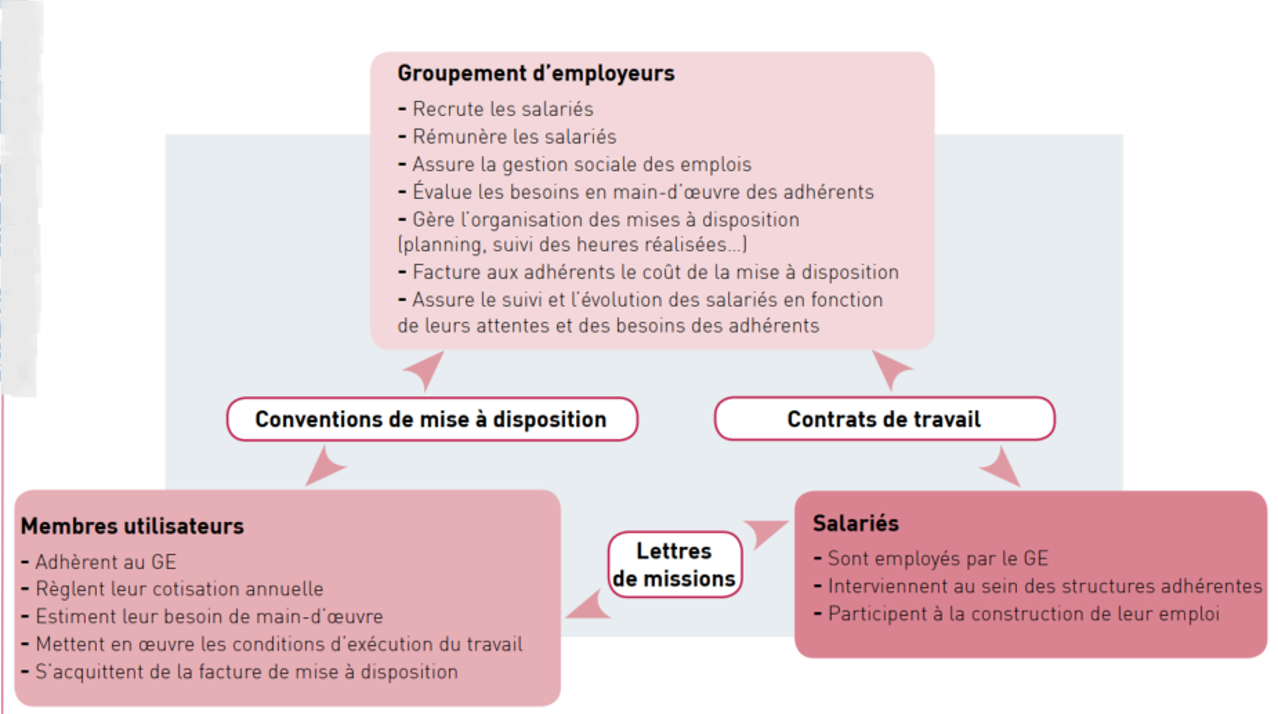 Groupement d'employeurs
- Recrute les salariés
- Rémunère les salariés
- Assure la gestion sociale des emplois
- Évalue les besoins en main-d'œuvre des adhérents
- Gère l'organisation des mises à disposition
(planning, suivi des heures réalisées...)
- Facture aux adhérents le coût de la mise à disposition
- Assure le suivi et l'évolution des salariés en fonction
de leurs attentes et des besoins des adhérents
Conventions de mise à disposition
Contrats de travail
Membres utilisateurs
- Adhèrent au GE
- Règlent leur cotisation annuelle
- Estiment leur besoin de main-d'œuvre
- Mettent en œuvre les conditions d'exécution du travail
- S'acquittent de la facture de mise à disposition
Lettres
de missions
Salariés
- Sont employés par le GE
- Interviennent au sein des structures adhérentes
- Participent à la construction de leur emploi